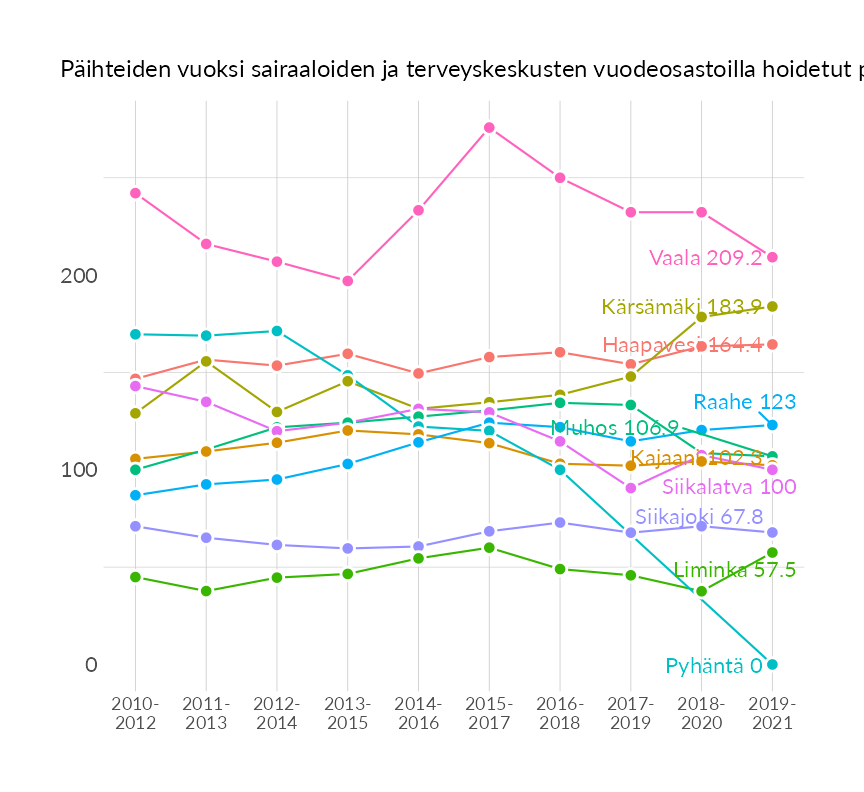 Päihteiden vuoksi sairaaloiden ja terveyskeskusten vuodeosastoilla hoidetut
Vaala 209.2
200
Kärsämäki 183.9
Haapavesi 164.4
Raahe 123
Muhos 106.9
Kajaani 102.3
100
Siikalatva 100
Siikajoki 67.8
Liminka 57.5
0
Pyhäntä 0
2010-2012
2011-2013
2012-2014
2013-2015
2014-2016
2015-2017
2016-2018
2017-2019
2018-2020
2019-2021